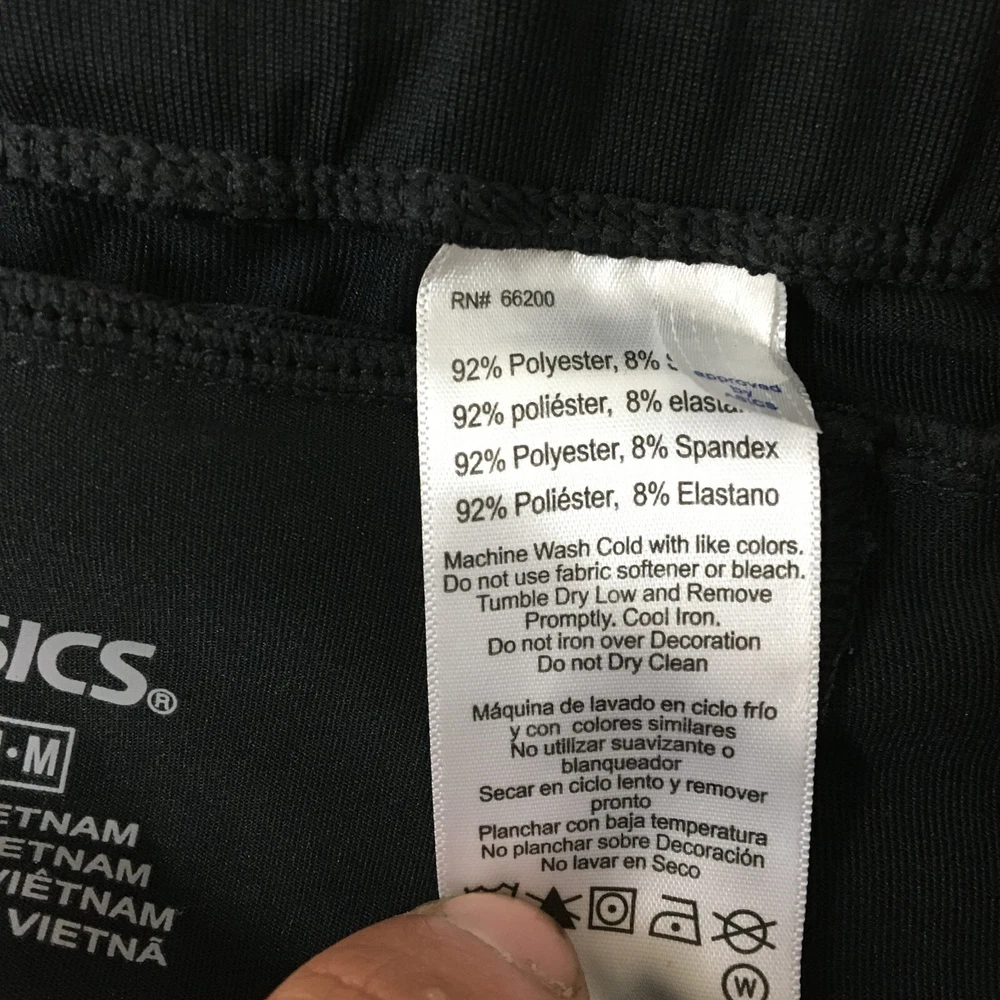 RN# 66200
92% Polyester, 8%
approved
by
92% poliéster, 8%
92% Polyester, 8% Spandex
92% Poliéster, 8% Elastano
Machine Wash Cold with like colors.
Do not use fabric softener or bleach.
Tumble Dry Low and Remove
Promptly. Cool Iron.
Do not iron over Decoration
Do not Dry Clean
Máquina de lavado en ciclo frío
y con colores similares
No utilizar suavizante o
blanqueador
Secar en ciclo lento y remover
pronto
Planchar con baja temperatura
No planchar sobre Decoración
No lavar en Seco
W
SICS®
·M
ETNAM
ETNAM
VIÊTNAM
VIETNÃ